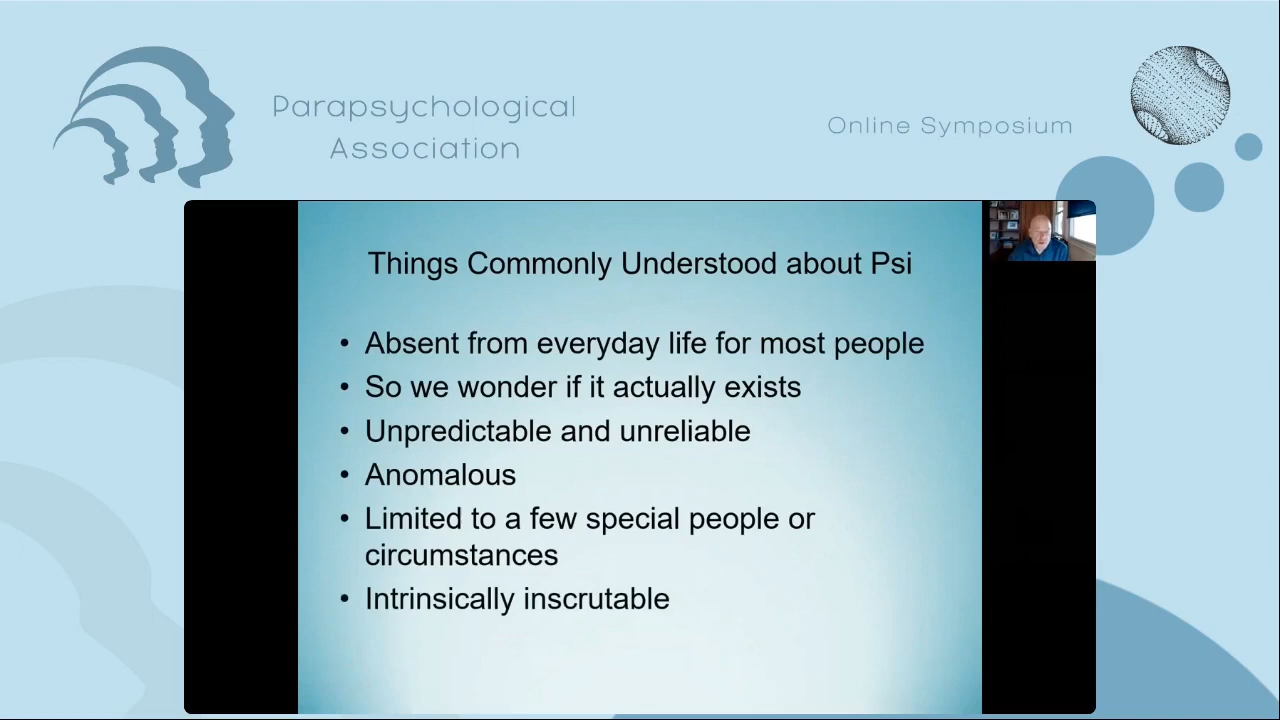 Parapsychological
Association
Online Symposium
Things Commonly Understood about Psi
• Absent from everyday life for most people
• So we wonder if it actually exists
• Unpredictable and unreliable
• Anomalous
• Limited to a few special people or
circumstances
• Intrinsically inscrutable